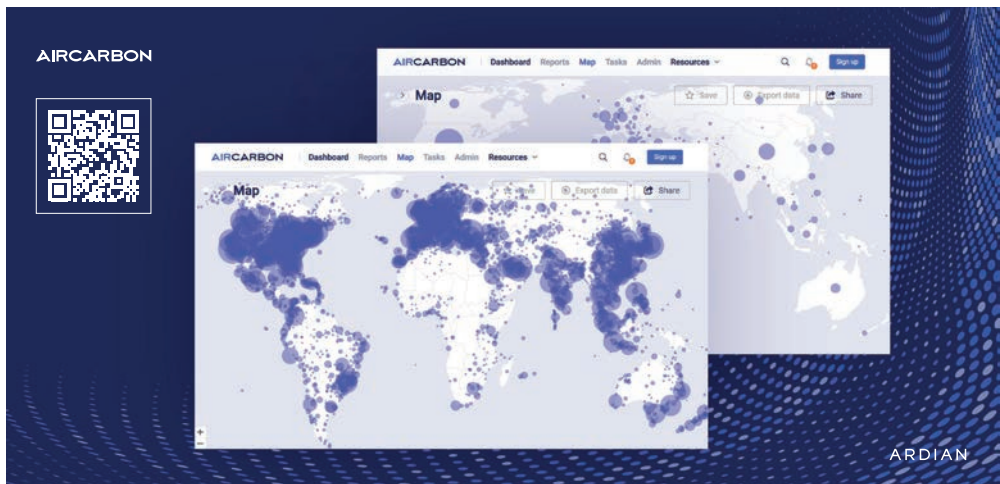 AIRCARBON
AIRCARBON Dashboard Reports Map Tasks Admin Resources Sign up
Map Save Export data Share
AIRCARBON Dashboard Reports Map Tasks Admin Resources Sign up
Map Save Export data Share
+
−
ARDIAN